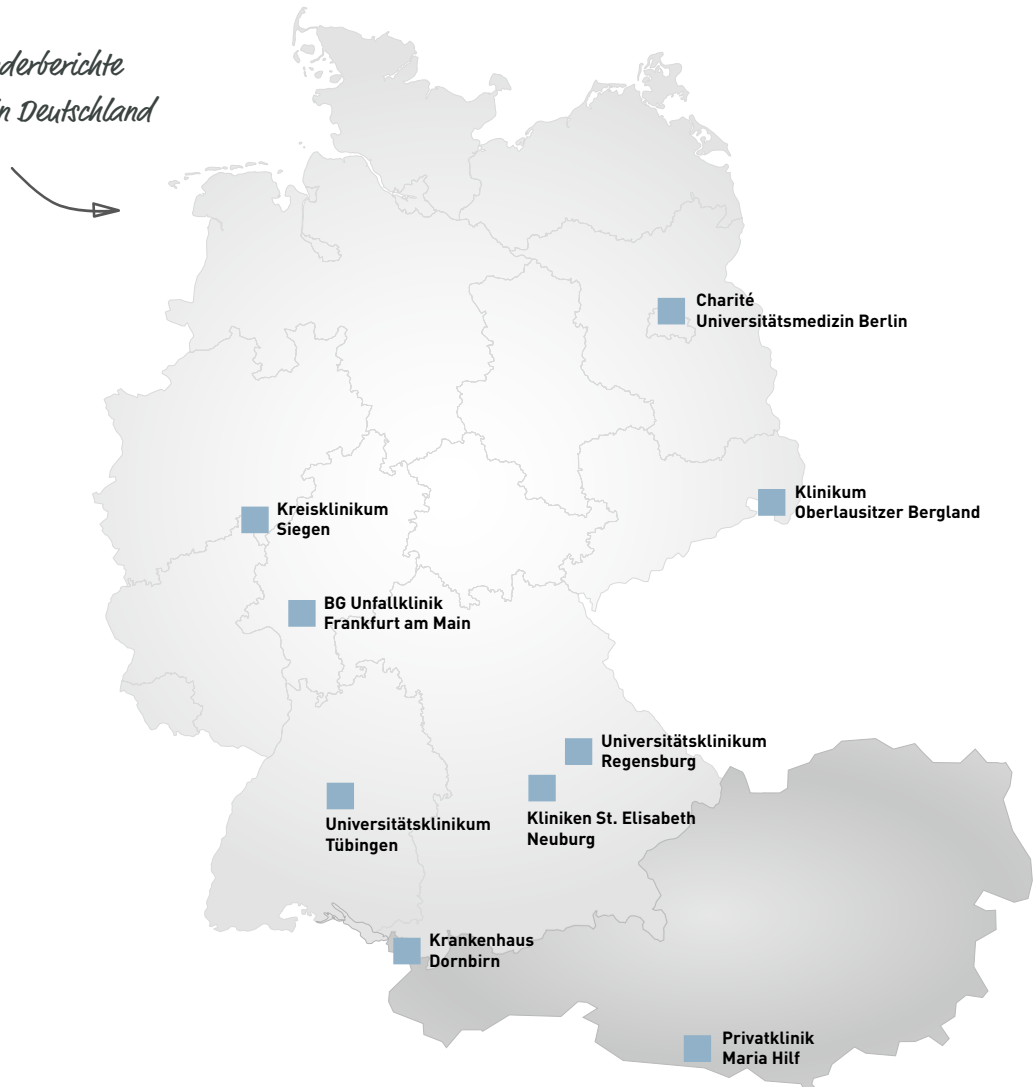 in Deutschland
Charité
Universitätsmedizin Berlin
Klinikum
Oberlausitzer Bergland
Kreisklinikum
Siegen
BG Unfallklinik
Frankfurt am Main
Universitätsklinikum
Regensburg
Kliniken St. Elisabeth
Neuburg
Universitätsklinikum
Tübingen
Krankenhaus
Dornbirn
Privatklinik
Maria Hilf